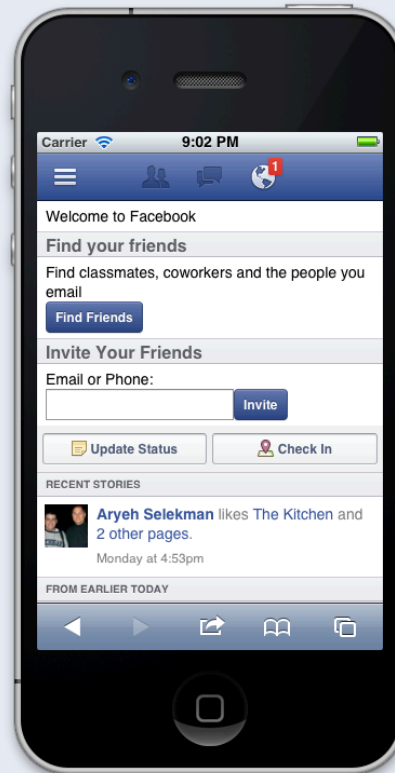 Carrier 9:02 PM
1
Welcome to Facebook
Find your friends
Find classmates, coworkers and the people you
email
Find Friends
Invite Your Friends
Email or Phone:
Invite
Update Status Check In
RECENT STORIES
Aryeh Selekman likes The Kitchen and
2 other pages.
Monday at 4:53pm
FROM EARLIER TODAY